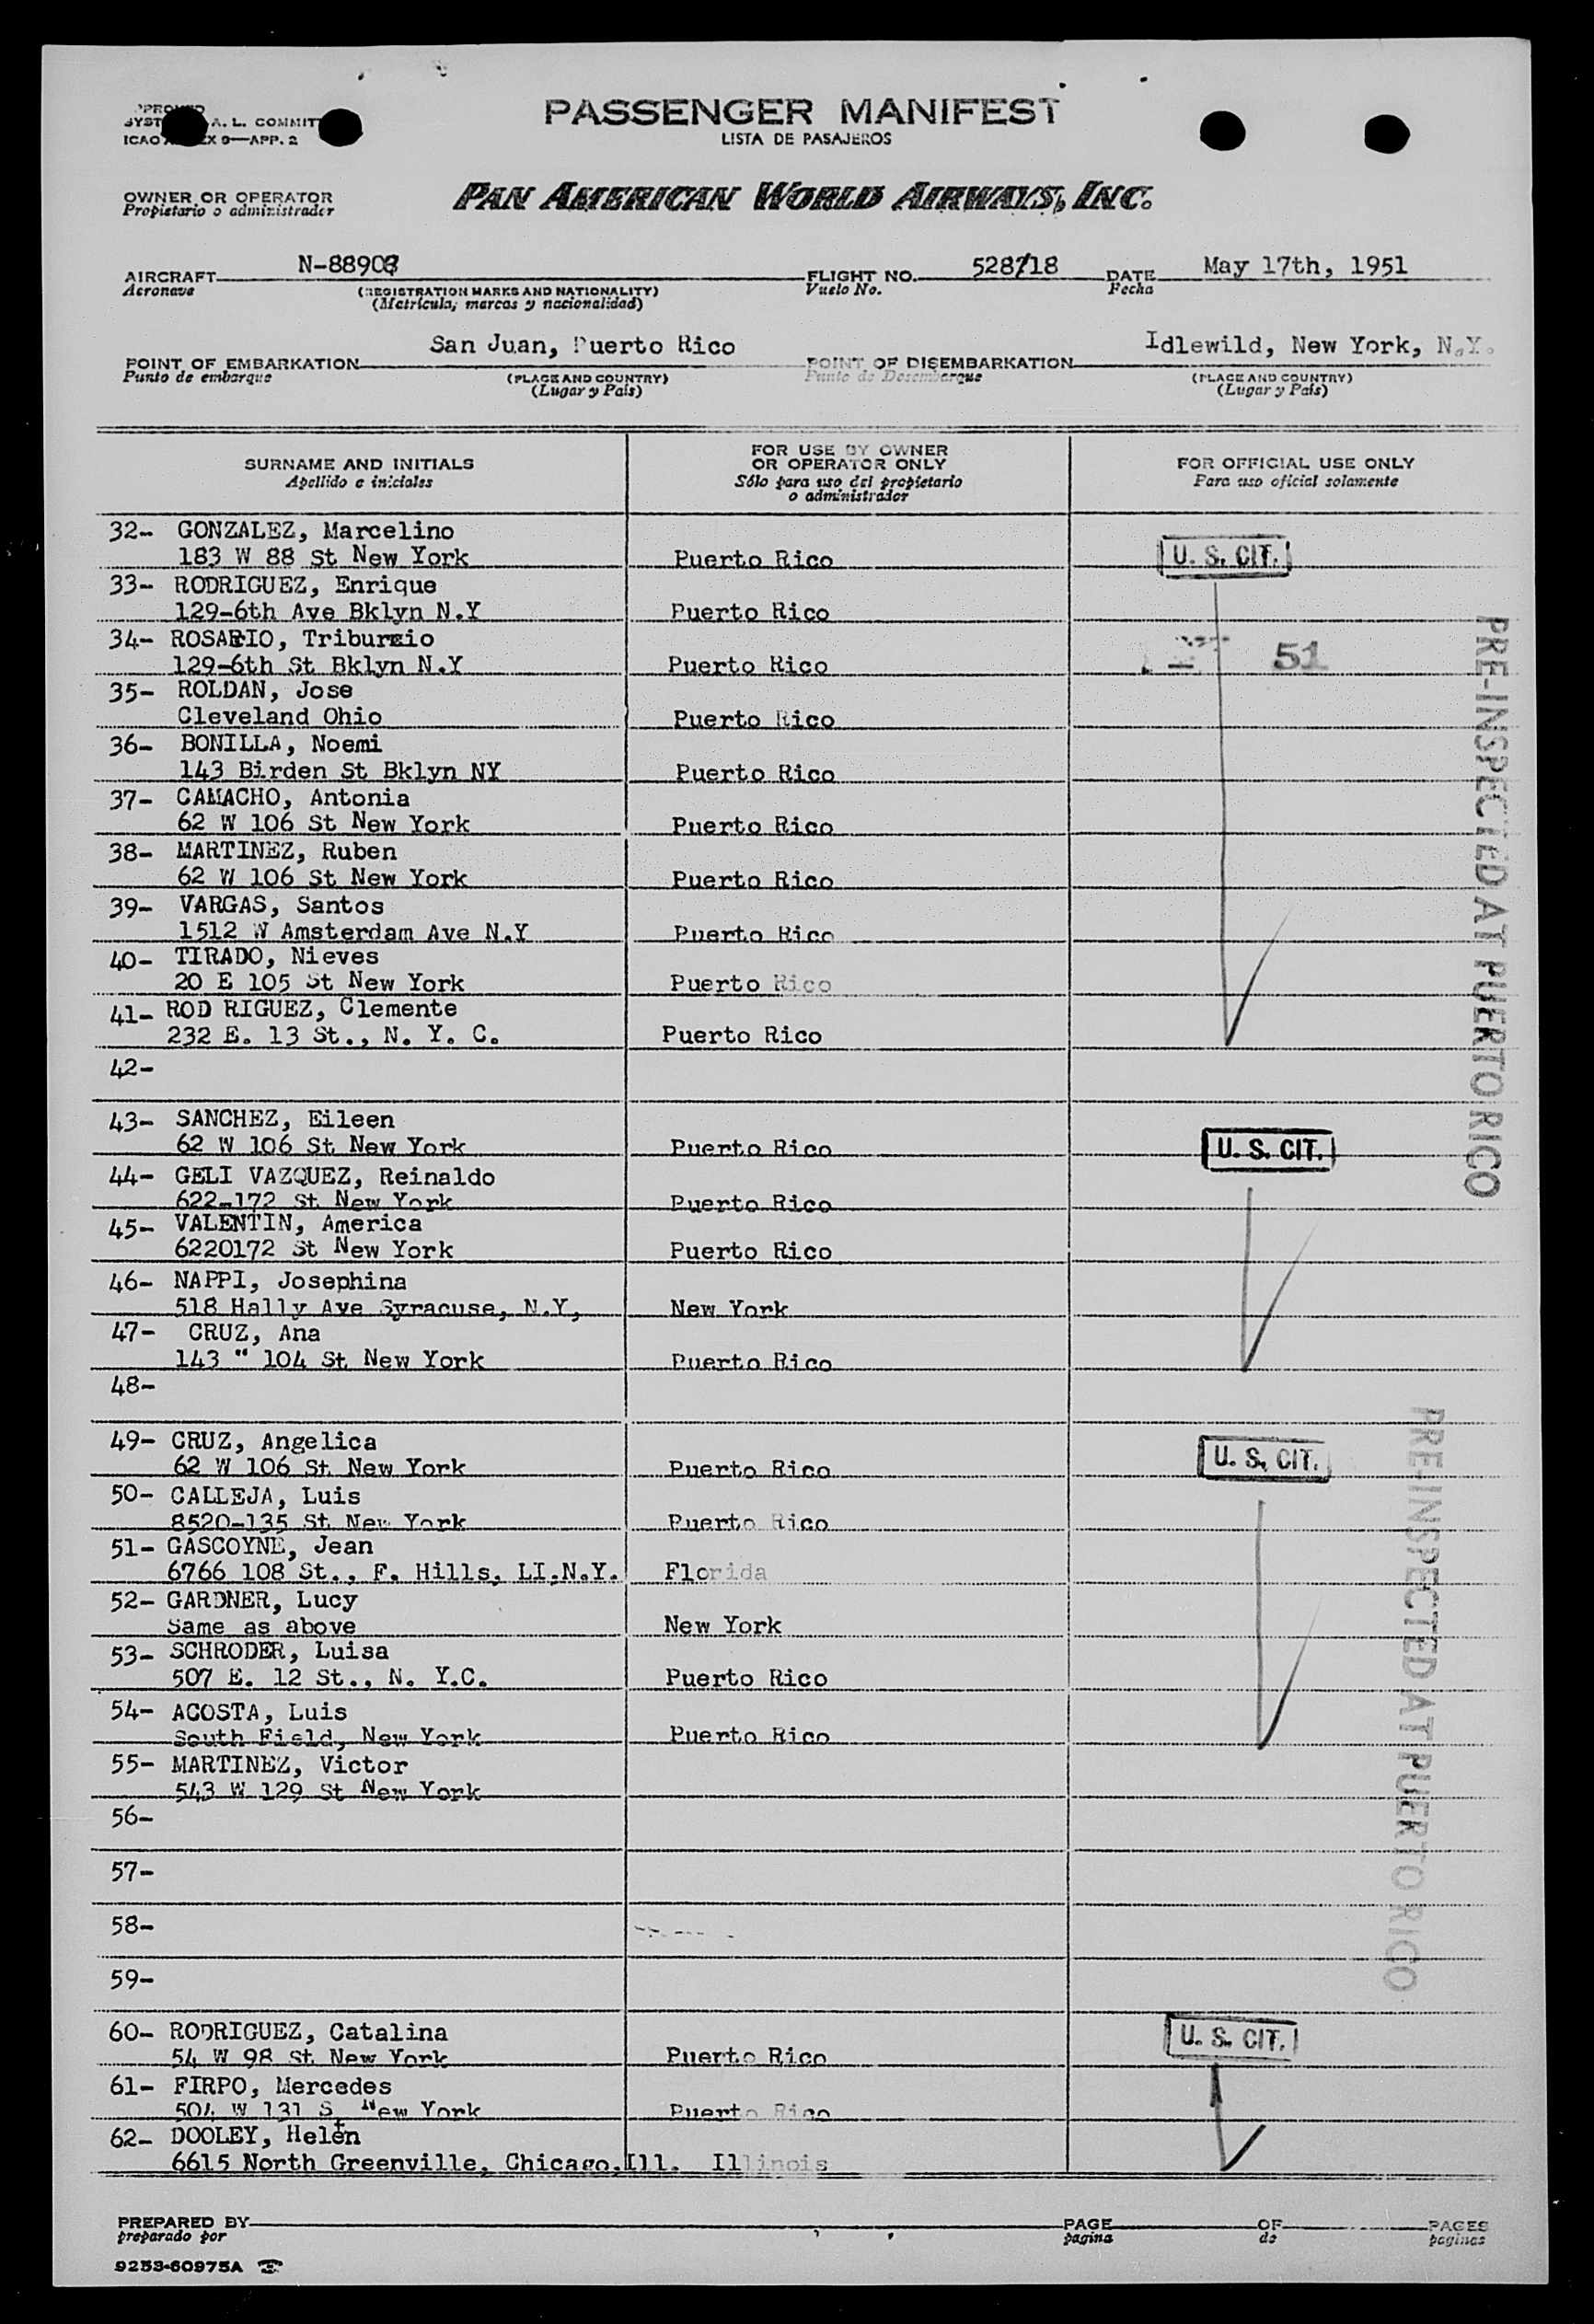 SYST A. L. COMMITT
ICAO X 9—APP. 2
PASSENGER MANIFEST
LISTA DE PASAJEROS
OWNER OR OPERATOR
Propietario o administrador
PAN AMERICAN WORLD AIRWAYS, INC.
AIRCRAFT N-88903 FLIGHT NO. 528/18 DATE May 17th, 1951
Aeronave (REGISTRATION MARKS AND NATIONALITY) Vuelo No. Fecha
(Matrícula, marcas y nacionalidad)
POINT OF EMBARKATION San Juan, Puerto Rico POINT OF DISEMBARKATION Idlewild, New York, N.Y.
Punto de embarque (PLACE AND COUNTRY) Punto de Desembarque (PLACE AND COUNTRY)
(Lugar y País) (Lugar y País)
SURNAME AND INITIALS
Apellido e iniciales
FOR USE BY OWNER
OR OPERATOR ONLY
Sólo para uso del propietario
o administrador
FOR OFFICIAL USE ONLY
Para uso oficial solamente
32- GONZALEZ, Marcelino
183 W 88 St New York Puerto Rico U. S. CIT.
33- RODRIGUEZ, Enrique
129-6th Ave Bklyn N.Y Puerto Rico
34- ROSARIO, Triburcio
129-6th St Bklyn N.Y Puerto Rico 51
35- ROLDAN, Jose
Cleveland Ohio Puerto Rico
36- BONILLA, Noemi
143 Birden St Bklyn NY Puerto Rico
37- CAMACHO, Antonia
62 W 106 St New York Puerto Rico
38- MARTINEZ, Ruben
62 W 106 St New York Puerto Rico
39- VARGAS, Santos
1512 W Amsterdam Ave N.Y Puerto Rico
40- TIRADO, Nieves
20 E 105 St New York Puerto Rico
41- ROD RIGUEZ, Clemente
232 E. 13 St., N. Y. C. Puerto Rico
PRE-INSPECTED AT PUERTO RICO
42-
43- SANCHEZ, Eileen
62 W 106 St New York Puerto Rico U. S. CIT.
44- GELI VAZQUEZ, Reinaldo
622-172 St New York Puerto Rico
45- VALENTIN, America
6220172 St New York Puerto Rico
46- NAPPI, Josephina
518 Hally Ave Syracuse, N.Y, New York
47- CRUZ, Ana
143 " 104 St New York Puerto Rico
48-
49- CRUZ, Angelica
62 W 106 St New York Puerto Rico U. S. CIT.
50- CALLEJA, Luis
8520-135 St New York Puerto Rico
51- GASCOYNE, Jean
6766 108 St., F. Hills, LI.N.Y. Florida
52- GARDNER, Lucy
Same as above New York
53- SCHRODER, Luisa
507 E. 12 St., N. Y.C. Puerto Rico
54- ACOSTA, Luis
South Field, New York Puerto Rico
55- MARTINEZ, Victor
543 W 129 St New York
PRE-INSPECTED AT PUERTO RICO
56-
57-
58-
59-
60- RODRIGUEZ, Catalina
54 W 98 St New York Puerto Rico U. S. CIT.
61- FIRPO, Mercedes
504 W 131 St New York Puerto Rico
62- DOOLEY, Helen
6615 North Greenville, Chicago, Ill. Illinois
PREPARED BY PAGE OF PAGES
preparado por pagina de paginas
9253-60975A